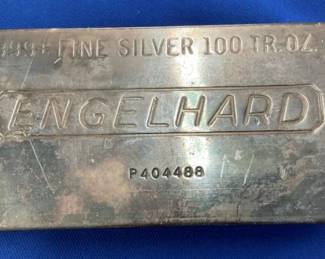 999+ FINE SILVER 100 TR·OZ.
ENGELHARD
P404488